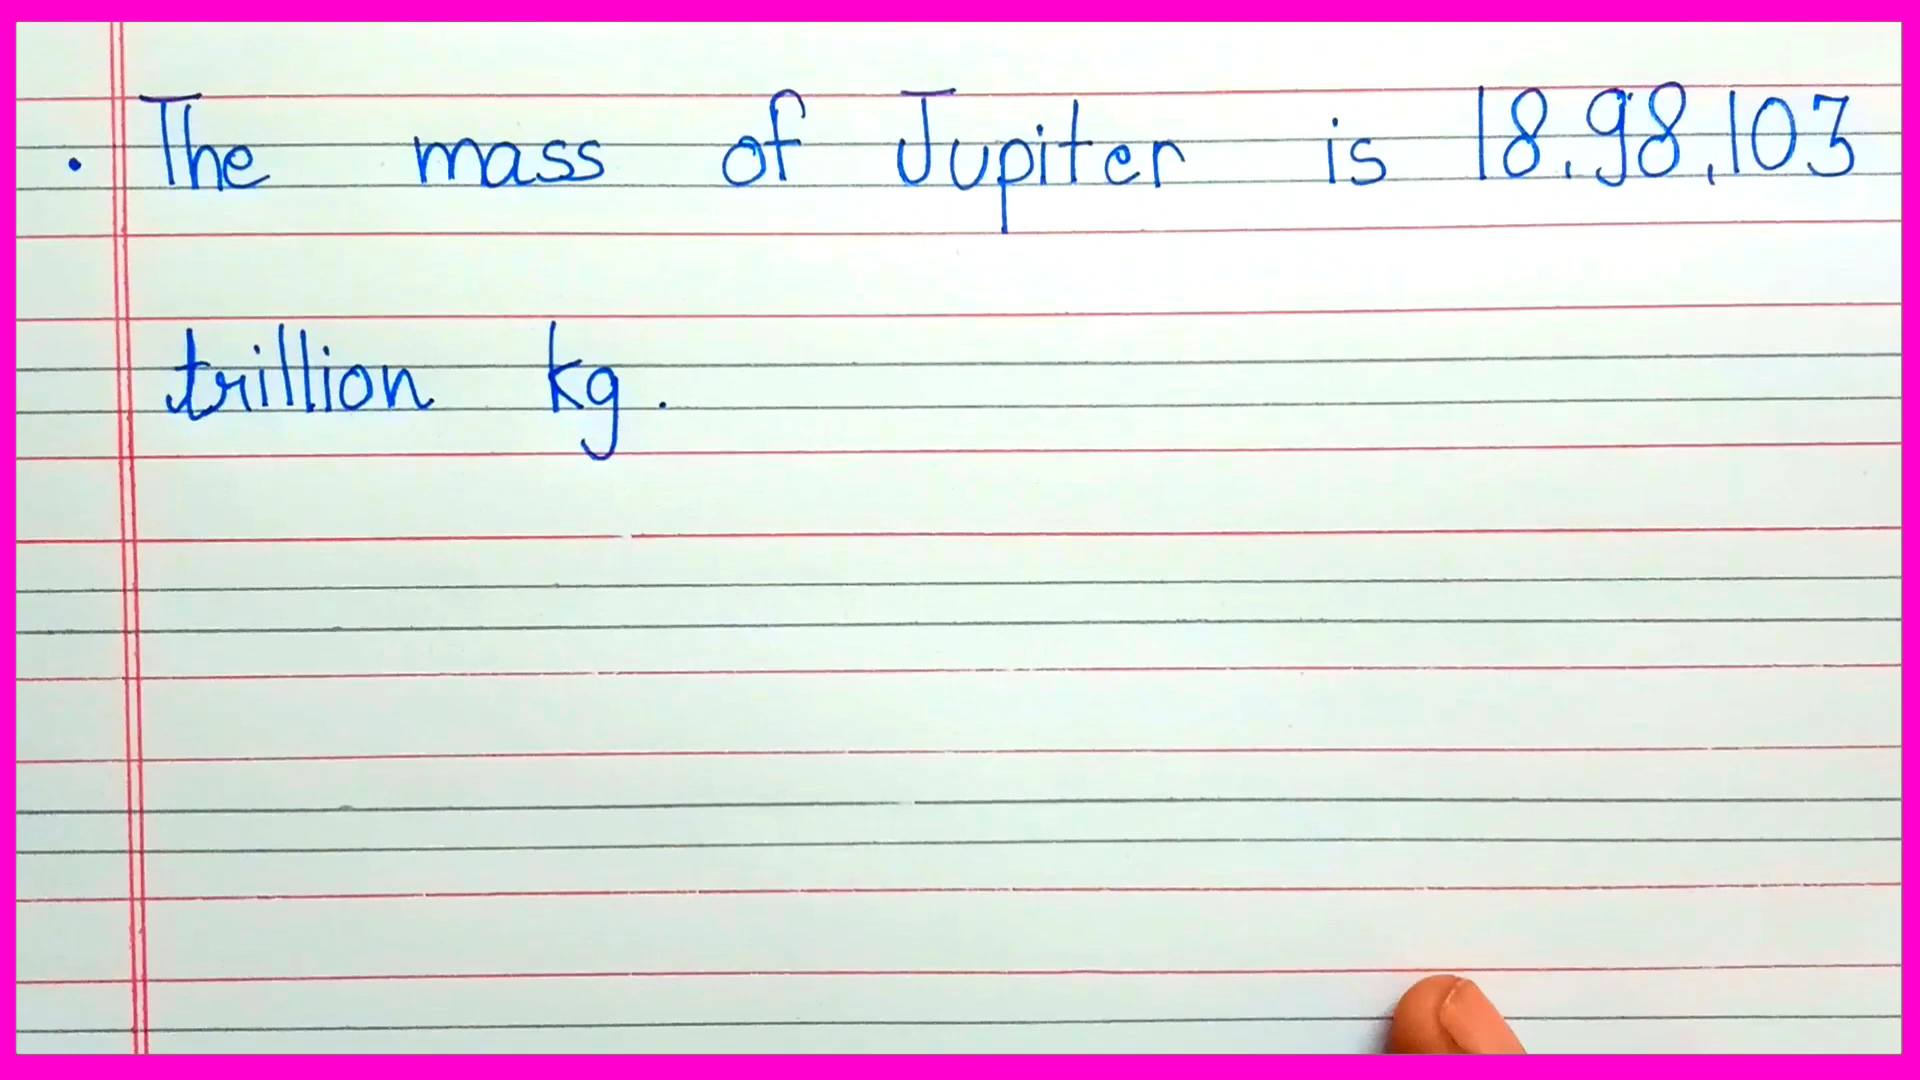 . The mass of Jupiter is 18,98,103
trillion kg.